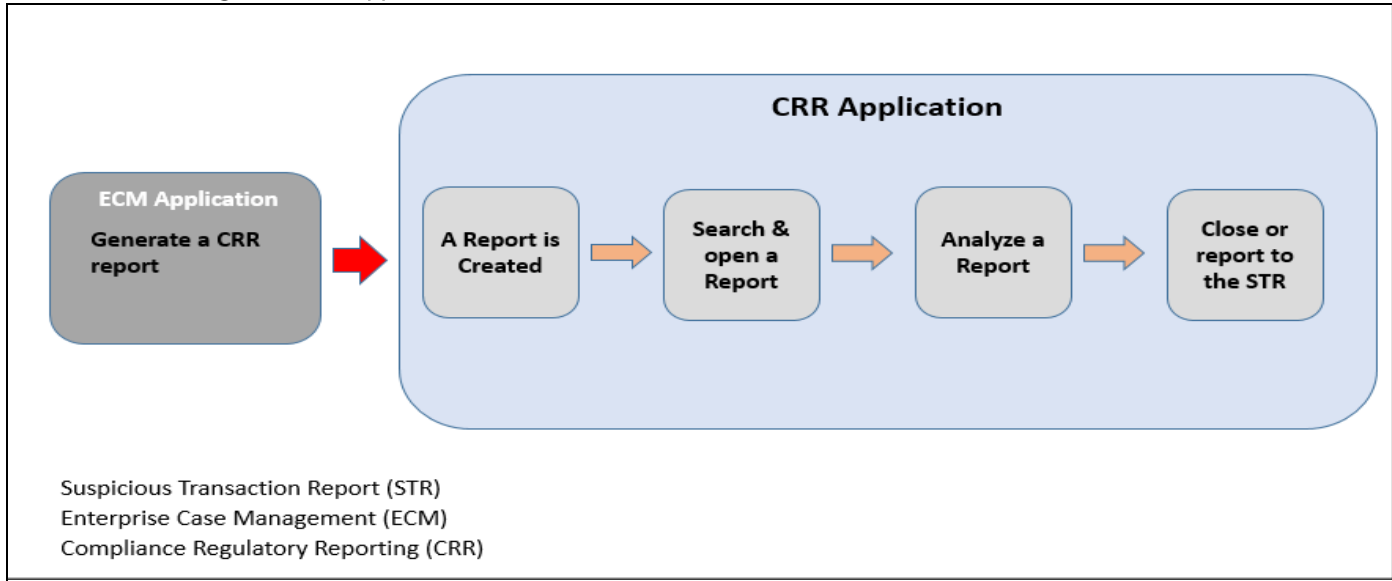 CRR Application
ECM Application
Generate a CRR
report
A Report is
Created
Search &
open a
Report
Analyze a
Report
Close or
report to
the STR
Suspicious Transaction Report (STR)
Enterprise Case Management (ECM)
Compliance Regulatory Reporting (CRR)